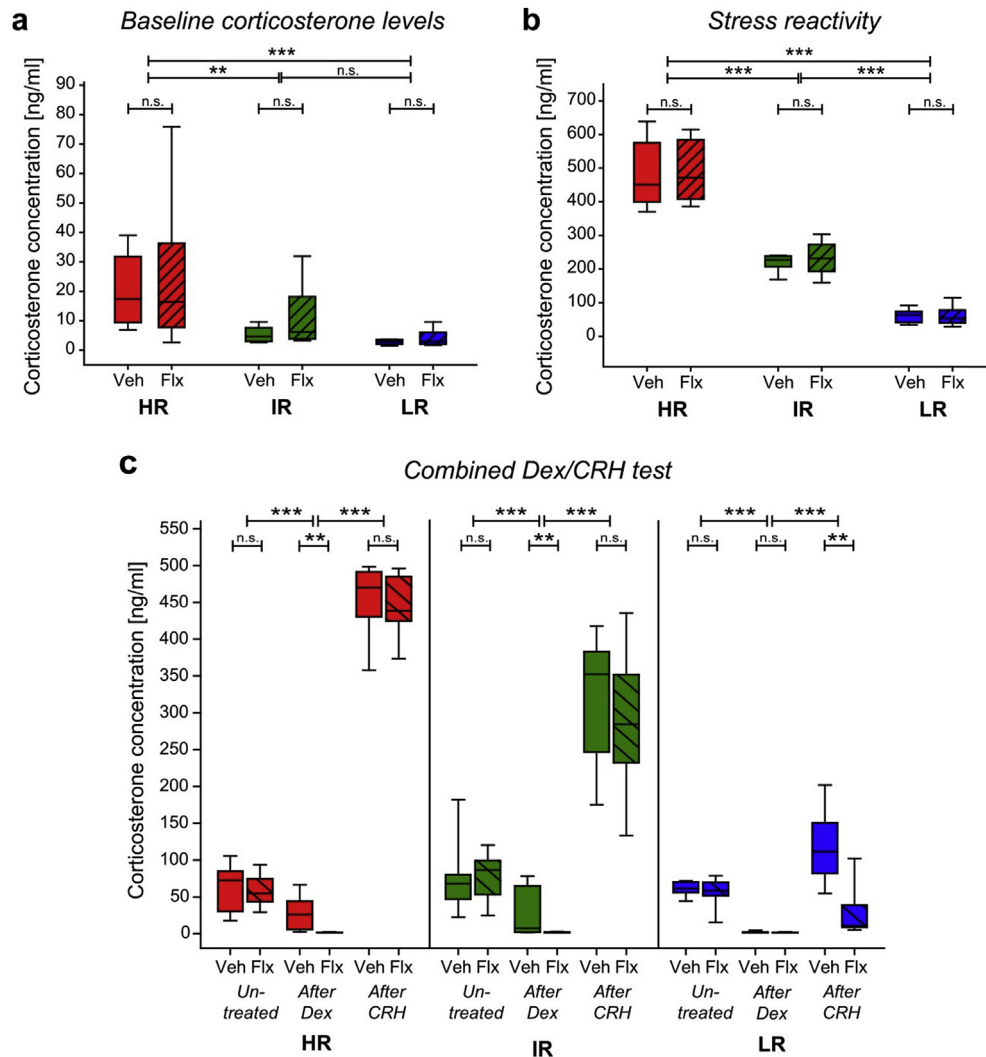 a
Baseline corticosterone levels
***
**
n.s.
n.s.
n.s.
n.s.
Corticosterone concentration [ng/ml]
90
80
70
60
50
40
30
20
10
0
Veh Flx Veh Flx Veh Flx
HR IR LR
b
Stress reactivity
***
*** ***
n.s.
n.s.
n.s.
Corticosterone concentration [ng/ml]
700
600
500
400
300
200
100
0
Veh Flx Veh Flx Veh Flx
HR IR LR
c
Combined Dex/CRH test
*** *** *** *** *** ***
n.s. ** n.s. n.s. ** n.s. n.s. n.s. **
Corticosterone concentration [ng/ml]
550
500
450
400
350
300
250
200
150
100
50
0
Veh Flx Veh Flx Veh Flx Veh Flx Veh Flx Veh Flx Veh Flx Veh Flx Veh Flx
Un- After After Un- After After Un- After After
treated Dex CRH treated Dex CRH treated Dex CRH
HR IR LR